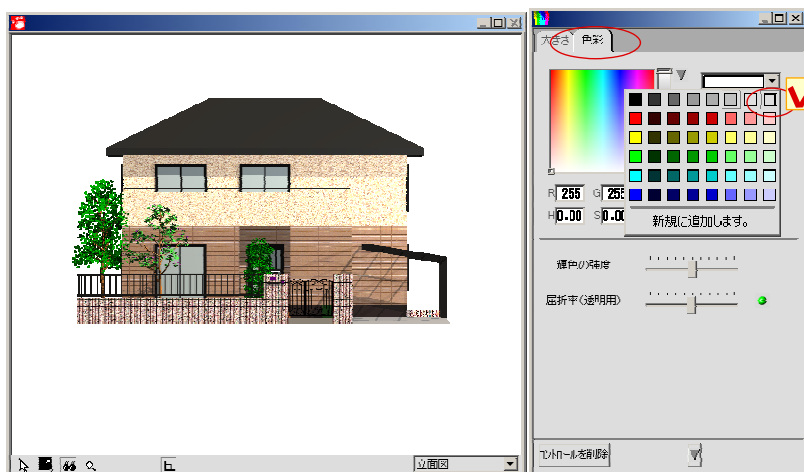 大きさ 色彩
R 255 G 255
H 0.00 S 0.00
新規に追加します。
輝色の強度
屈折率(透明用)
立面図
コントロールを削除